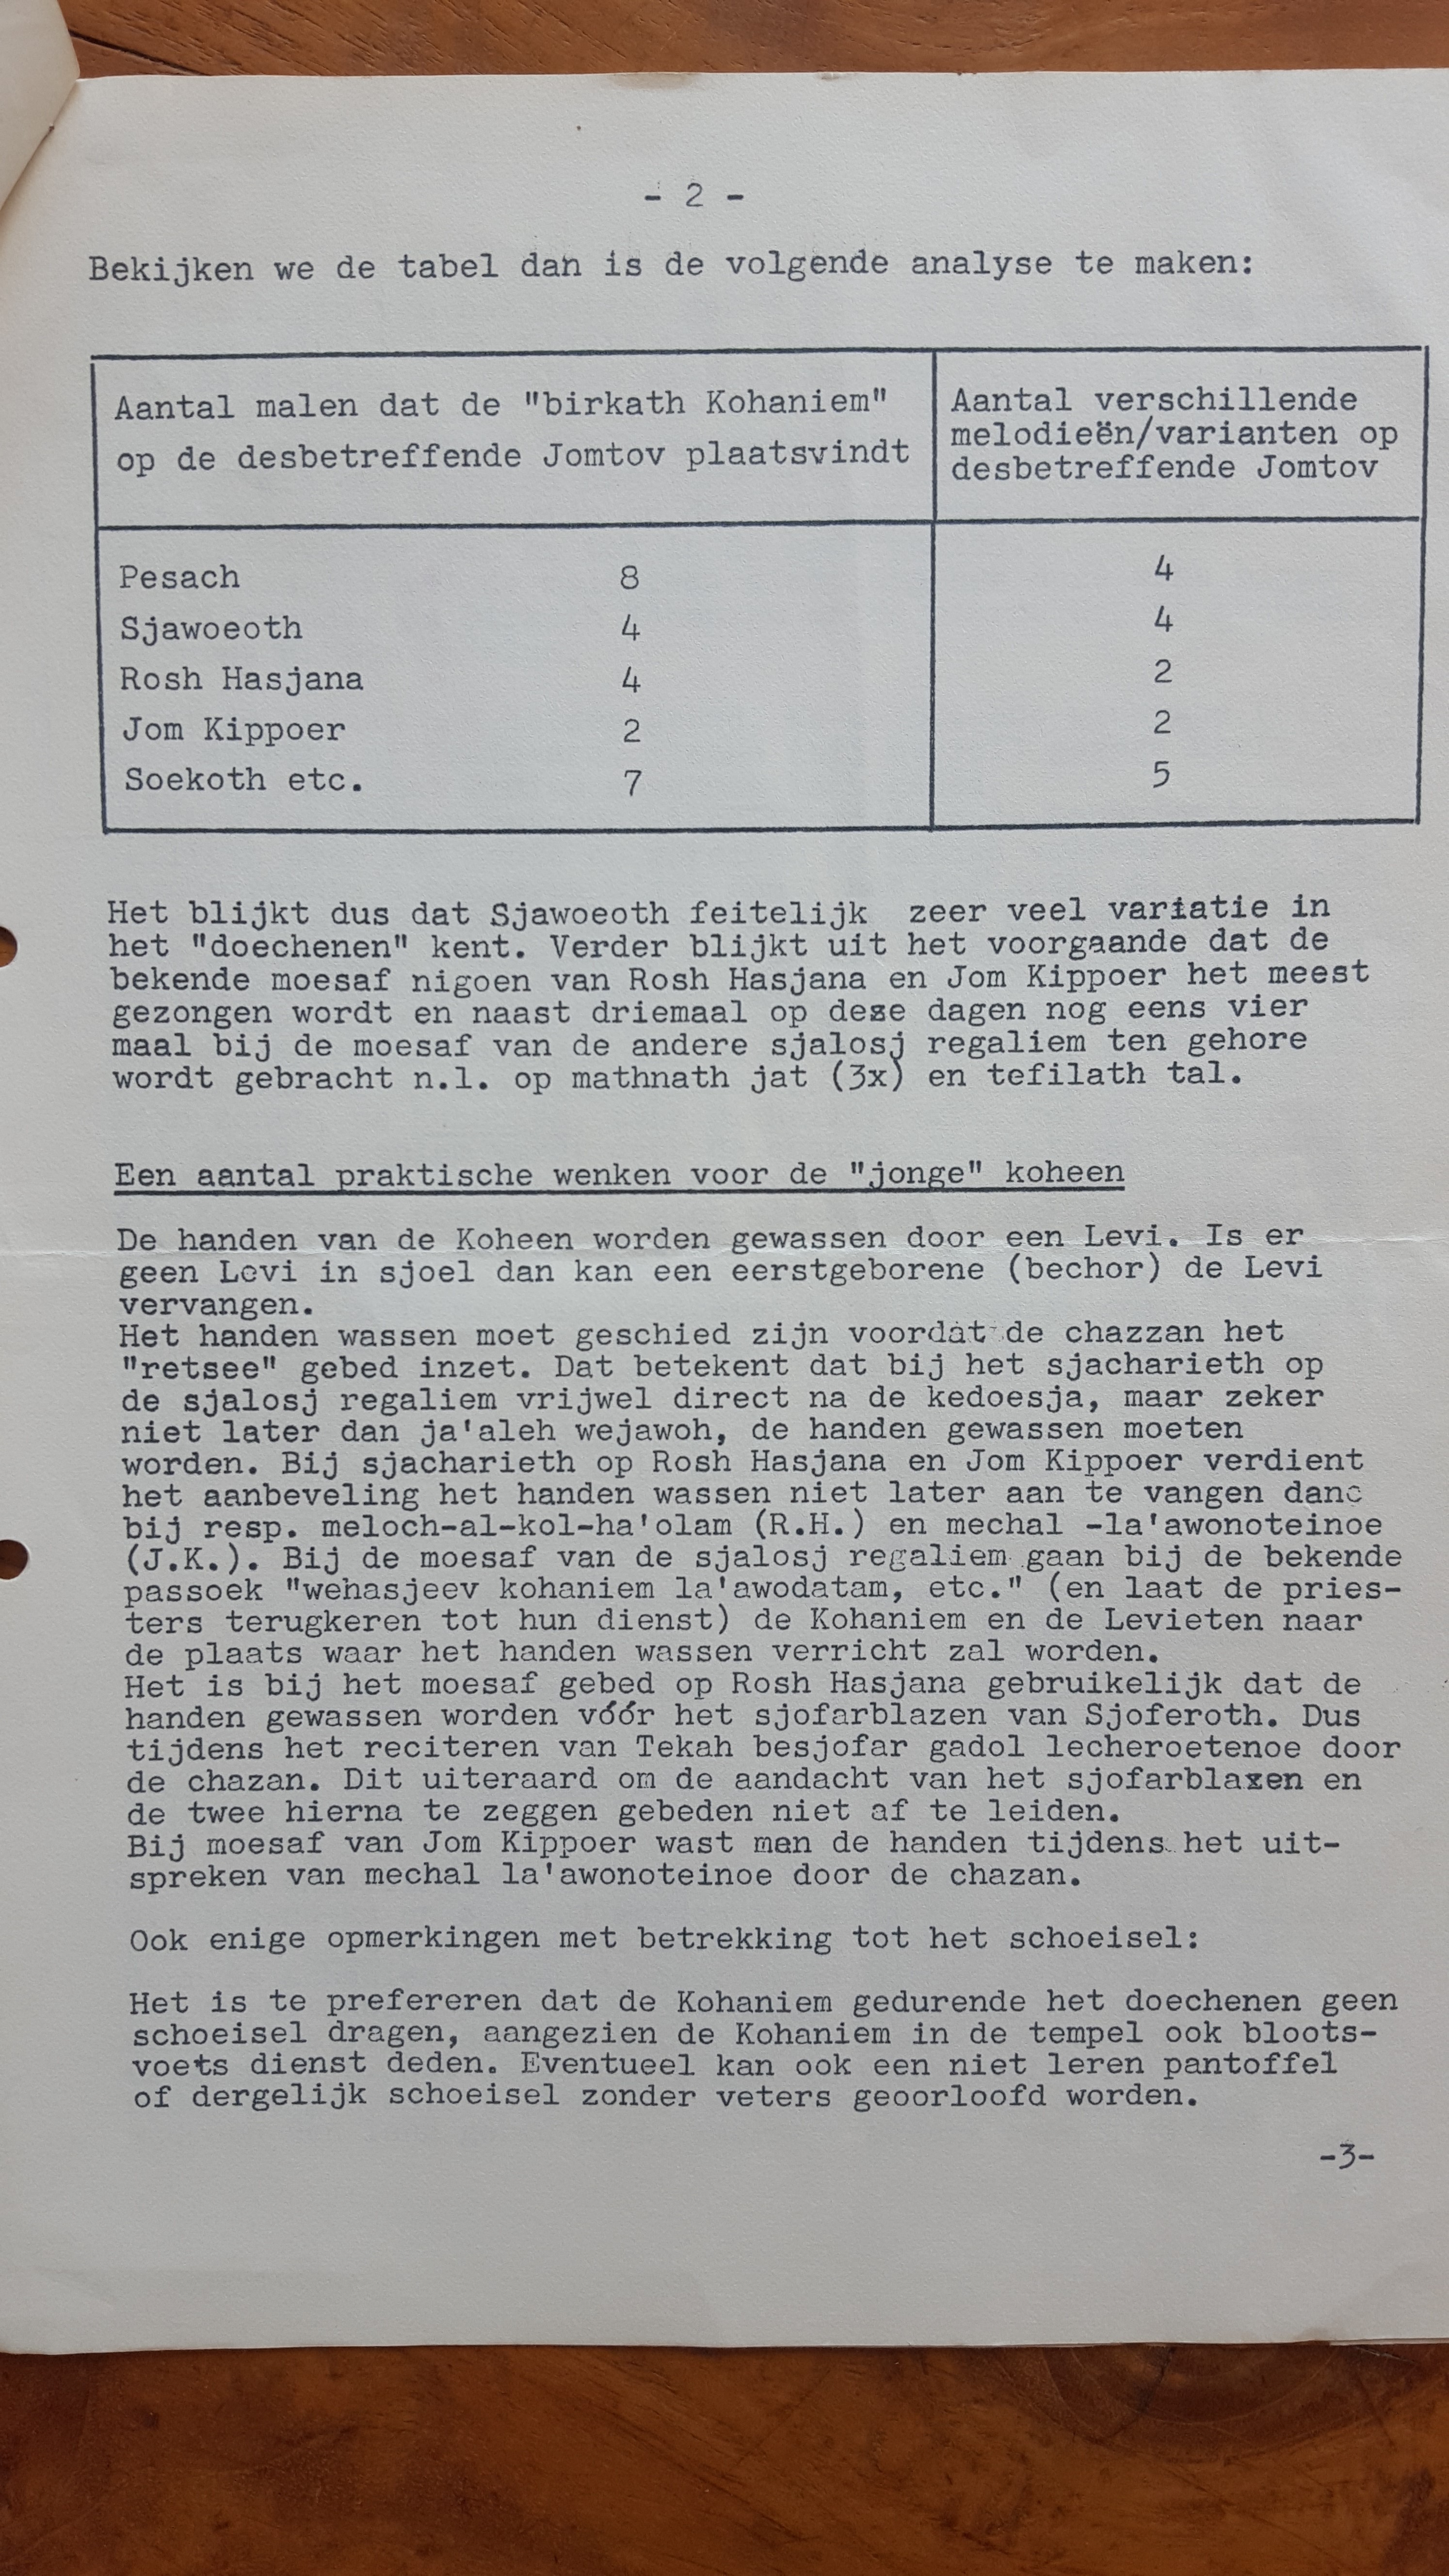 - 2 -
Bekijken we de tabel dan is de volgende analyse te maken:
Aantal malen dat de "birkath Kohaniem"
op de desbetreffende Jomtov plaatsvindt
Aantal verschillende
melodieën/varianten op
desbetreffende Jomtov
Pesach 8 4
Sjawoeoth 4 4
Rosh Hasjana 4 2
Jom Kippoer 2 2
Soekoth etc. 7 5
Het blijkt dus dat Sjawoeoth feitelijk zeer veel variatie in
het "doechenen" kent. Verder blijkt uit het voorgaande dat de
bekende moesaf nigoen van Rosh Hasjana en Jom Kippoer het meest
gezongen wordt en naast driemaal op deze dagen nog eens vier
maal bij de moesaf van de andere sjalosj regaliem ten gehore
wordt gebracht n.l. op mathnath jat (3x) en tefilath tal.
Een aantal praktische wenken voor de "jonge" koheen
De handen van de Koheen worden gewassen door een Levi. Is er
geen Levi in sjoel dan kan een eerstgeborene (bechor) de Levi
vervangen.
Het handen wassen moet geschied zijn voordat de chazzan het
"retsee" gebed inzet. Dat betekent dat bij het sjacharieth op
de sjalosj regaliem vrijwel direct na de kedoesja, maar zeker
niet later dan ja'aleh wejawoh, de handen gewassen moeten
worden. Bij sjacharieth op Rosh Hasjana en Jom Kippoer verdient
het aanbeveling het handen wassen niet later aan te vangen danc
bij resp. meloch-al-kol-ha'olam (R.H.) en mechal -la'awonoteinoe
(J.K.). Bij de moesaf van de sjalosj regaliem gaan bij de bekende
passoek "wehasjeev kohaniem la'awodatam, etc." (en laat de pries-
ters terugkeren tot hun dienst) de Kohaniem en de Levieten naar
de plaats waar het handen wassen verricht zal worden.
Het is bij het moesaf gebed op Rosh Hasjana gebruikelijk dat de
handen gewassen worden vóór het sjofarblazen van Sjoferoth. Dus
tijdens het reciteren van Tekah besjofar gadol lecheroetenoe door
de chazan. Dit uiteraard om de aandacht van het sjofarblazen en
de twee hierna te zeggen gebeden niet af te leiden.
Bij moesaf van Jom Kippoer wast man de handen tijdens het uit-
spreken van mechal la'awonoteinoe door de chazan.
Ook enige opmerkingen met betrekking tot het schoeisel:
Het is te prefereren dat de Kohaniem gedurende het doechenen geen
schoeisel dragen, aangezien de Kohaniem in de tempel ook bloots-
voets dienst deden. Eventueel kan ook een niet leren pantoffel
of dergelijk schoeisel zonder veters geoorloofd worden.
-3-